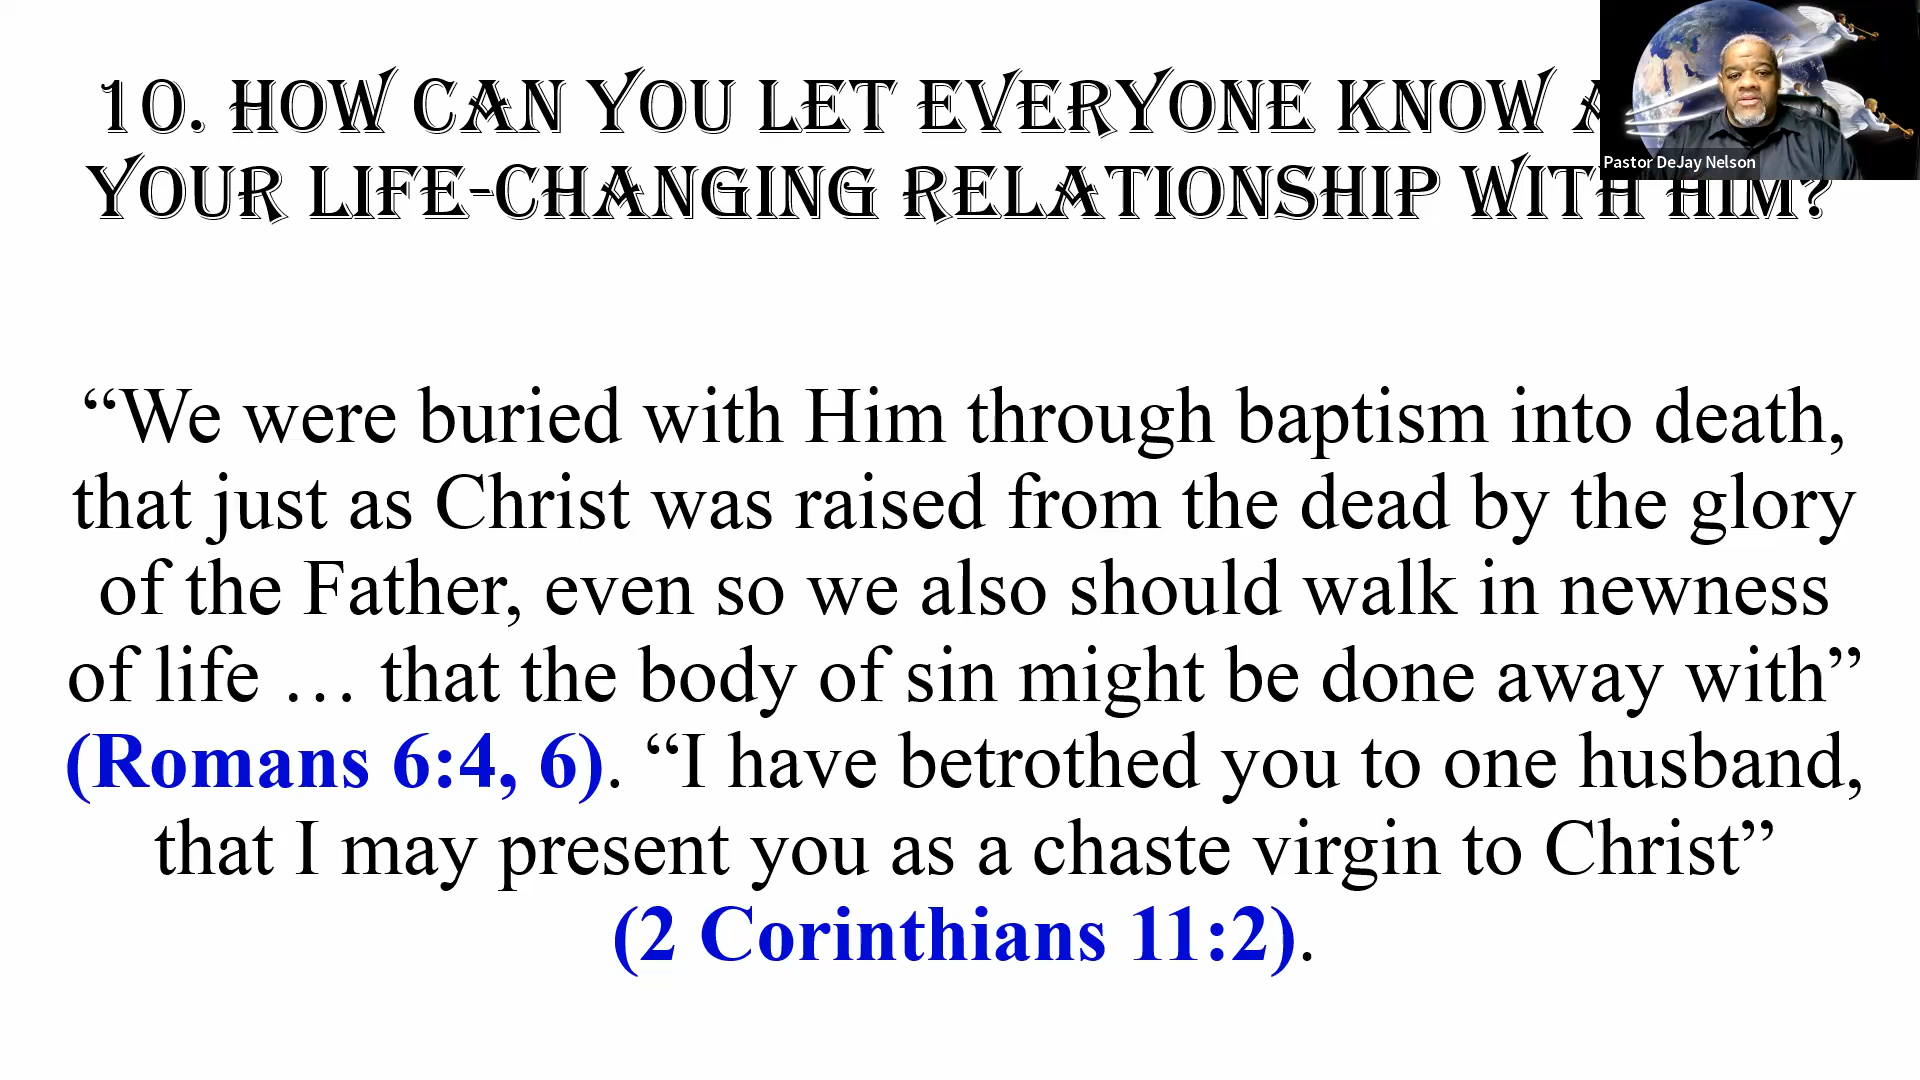 10. HOW CAN YOU LET EVERYONE KNOW
YOUR LIFE-CHANGING RELATIONSHIP WITH HIM?
Pastor DeJay Nelson
“We were buried with Him through baptism into death,
that just as Christ was raised from the dead by the glory
of the Father, even so we also should walk in newness
of life … that the body of sin might be done away with”
(Romans 6:4, 6). “I have betrothed you to one husband,
that I may present you as a chaste virgin to Christ”
(2 Corinthians 11:2).